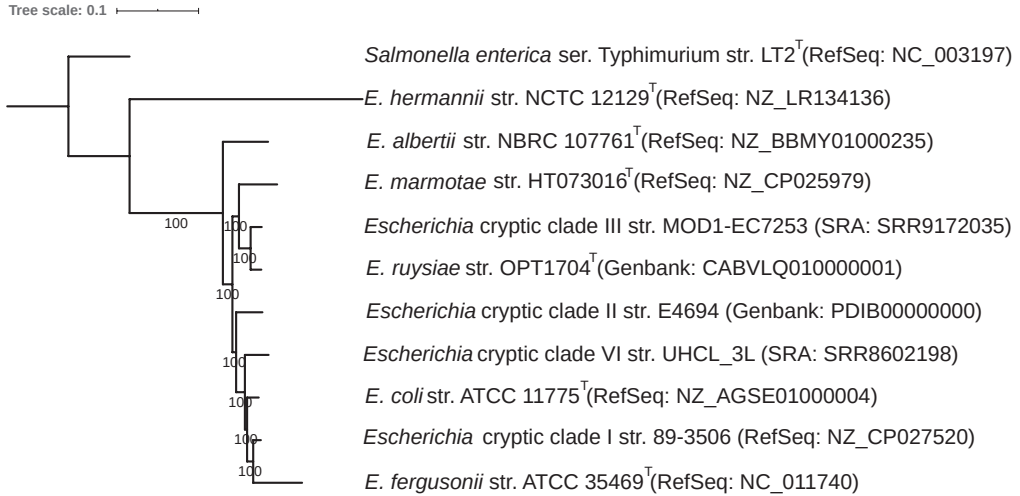 Tree scale: 0.1
Salmonella enterica ser. Typhimurium str. LT2T(RefSeq: NC_003197)
E. hermannii str. NCTC 12129T(RefSeq: NZ_LR134136)
E. albertii str. NBRC 107761T(RefSeq: NZ_BBMY01000235)
E. marmotae str. HT073016T(RefSeq: NZ_CP025979)
100
100
Escherichia cryptic clade III str. MOD1-EC7253 (SRA: SRR9172035)
100
E. ruysiae str. OPT1704T(Genbank: CABVLQ010000001)
100
Escherichia cryptic clade II str. E4694 (Genbank: PDIB00000000)
100
Escherichia cryptic clade VI str. UHCL_3L (SRA: SRR8602198)
100
E. coli str. ATCC 11775T(RefSeq: NZ_AGSE01000004)
100
Escherichia cryptic clade I str. 89-3506 (RefSeq: NZ_CP027520)
100
E. fergusonii str. ATCC 35469T(RefSeq: NC_011740)